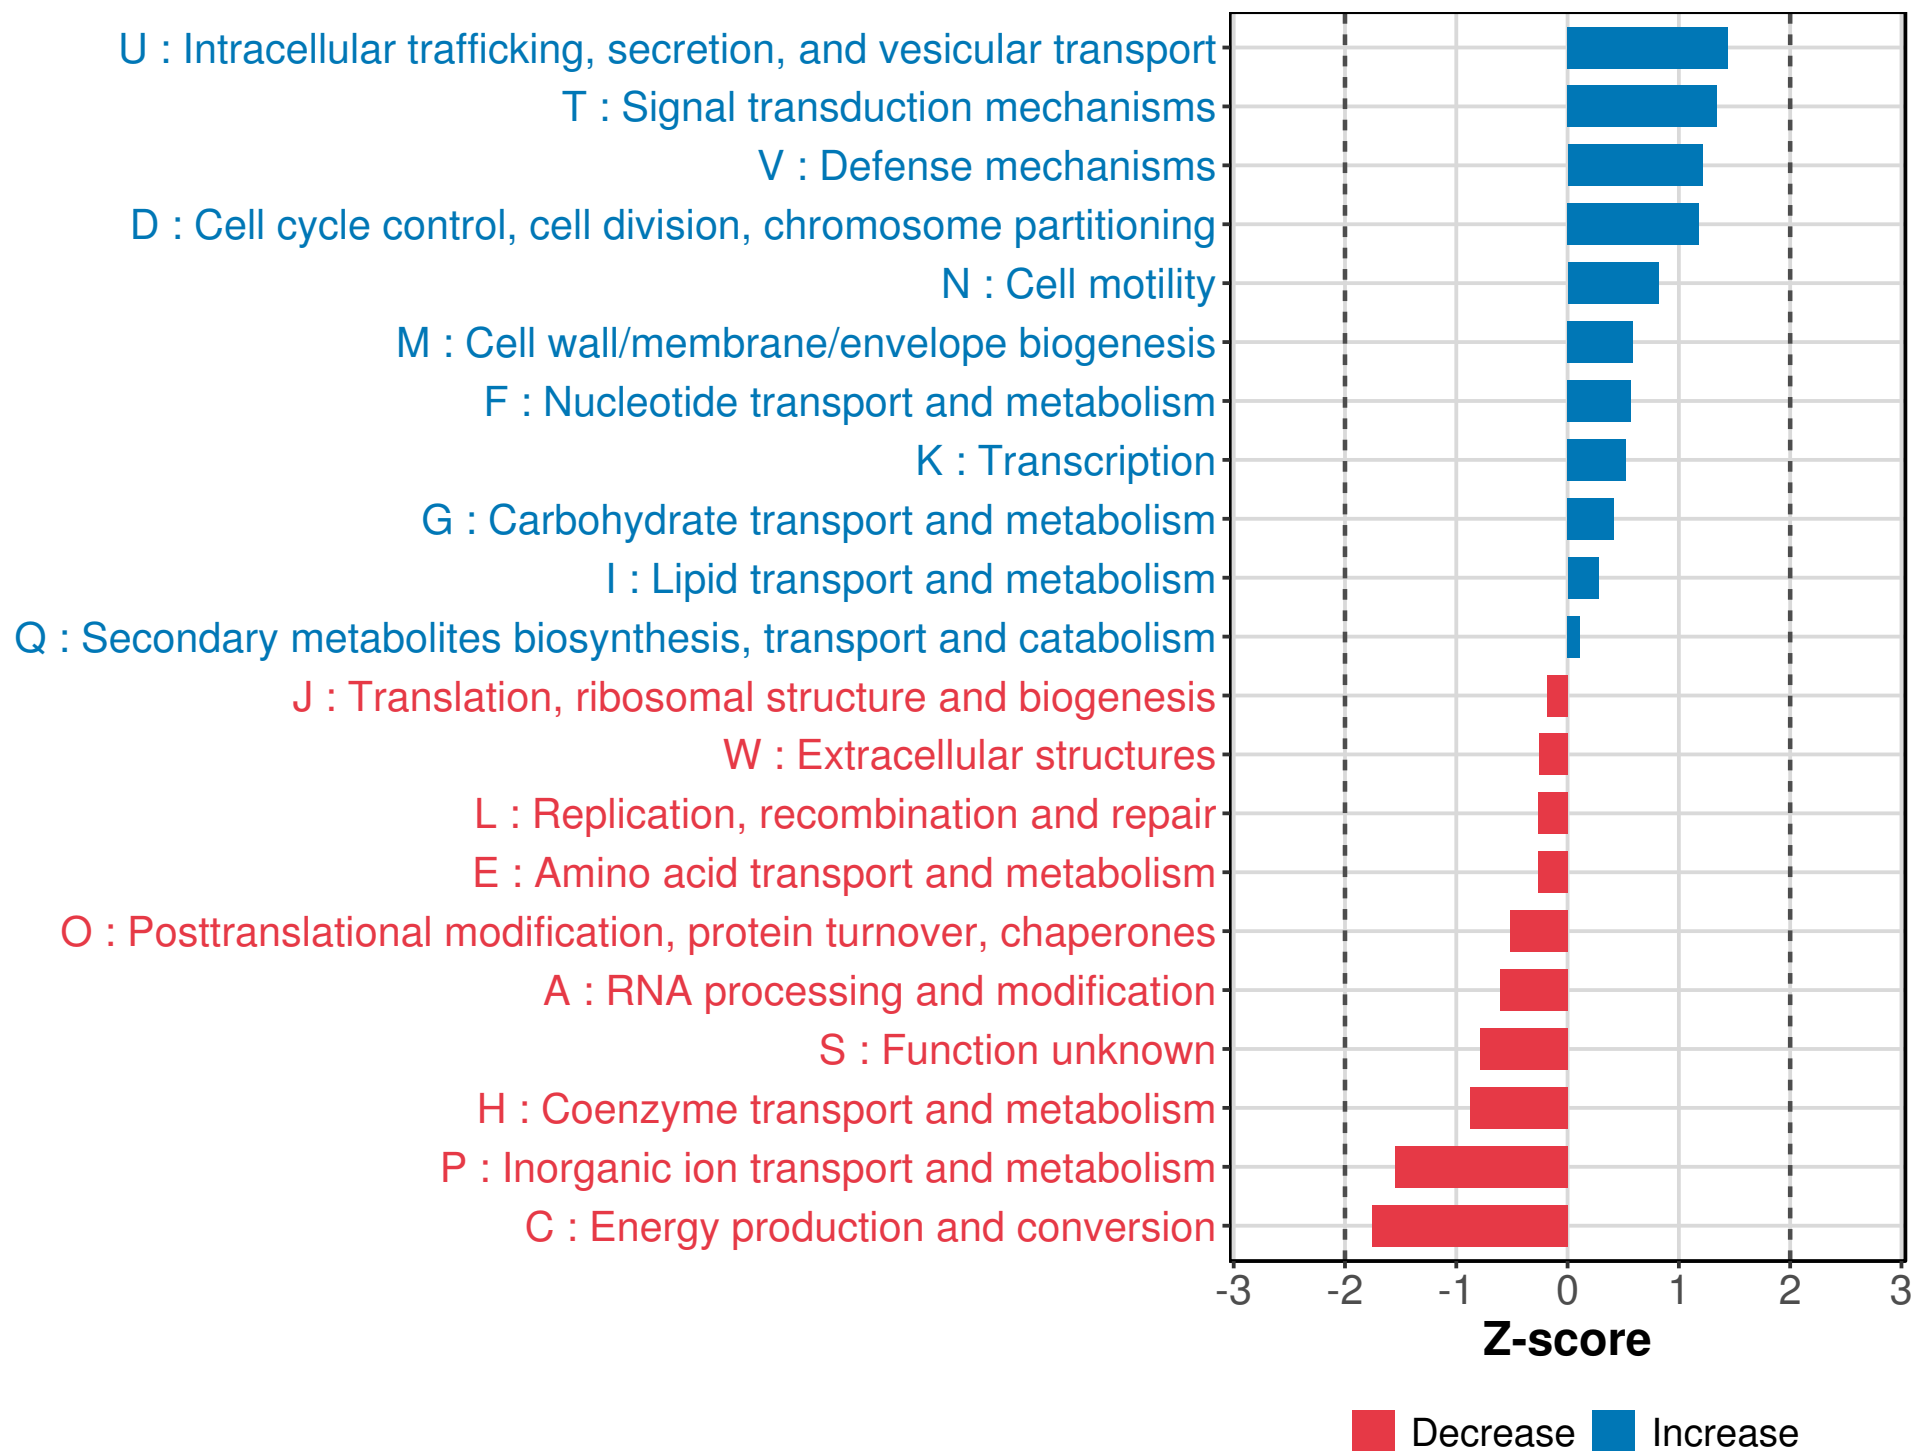 U : Intracellular trafficking, secretion, and vesicular transport
T : Signal transduction mechanisms
V : Defense mechanisms
D : Cell cycle control, cell division, chromosome partitioning
N : Cell motility
M : Cell wall/membrane/envelope biogenesis
F : Nucleotide transport and metabolism
K : Transcription
G : Carbohydrate transport and metabolism
I : Lipid transport and metabolism
Q : Secondary metabolites biosynthesis, transport and catabolism
J : Translation, ribosomal structure and biogenesis
W : Extracellular structures
L : Replication, recombination and repair
E : Amino acid transport and metabolism
O : Posttranslational modification, protein turnover, chaperones
A : RNA processing and modification
S : Function unknown
H : Coenzyme transport and metabolism
P : Inorganic ion transport and metabolism
C : Energy production and conversion
-3 -2 -1 0 1 2 3
Z-score
Decrease Increase